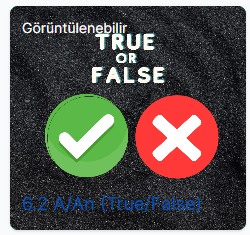 Görüntülenebilir
TRUE
OR
FALSE
6.2 A/An (True/False)